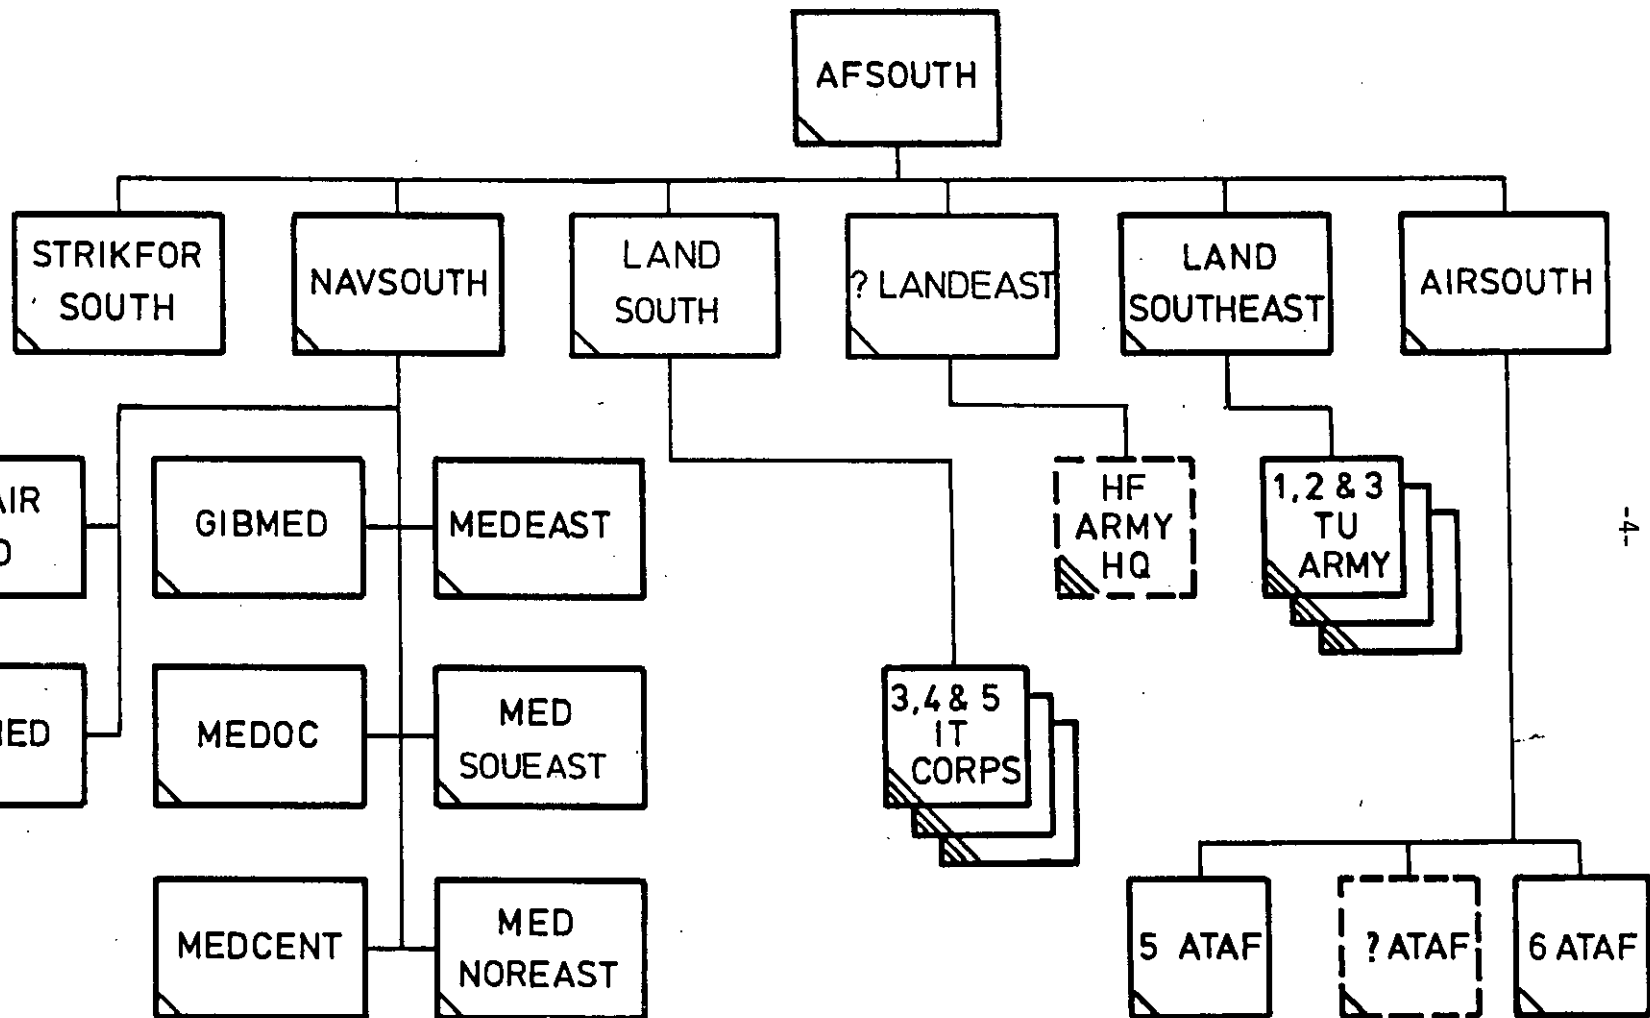 AFSOUTH
STRIKFOR
SOUTH
NAVSOUTH
LAND
SOUTH
? LANDEAST
LAND
SOUTHEAST
AIRSOUTH
AIR
GIBMED
MEDEAST
HF
ARMY
HQ
1, 2 & 3
TU
ARMY
-4-
MEDOC
MED
SOUEAST
3, 4 & 5
IT
CORPS
MEDCENT
MED
NOREAST
5 ATAF
? ATAF
6 ATAF